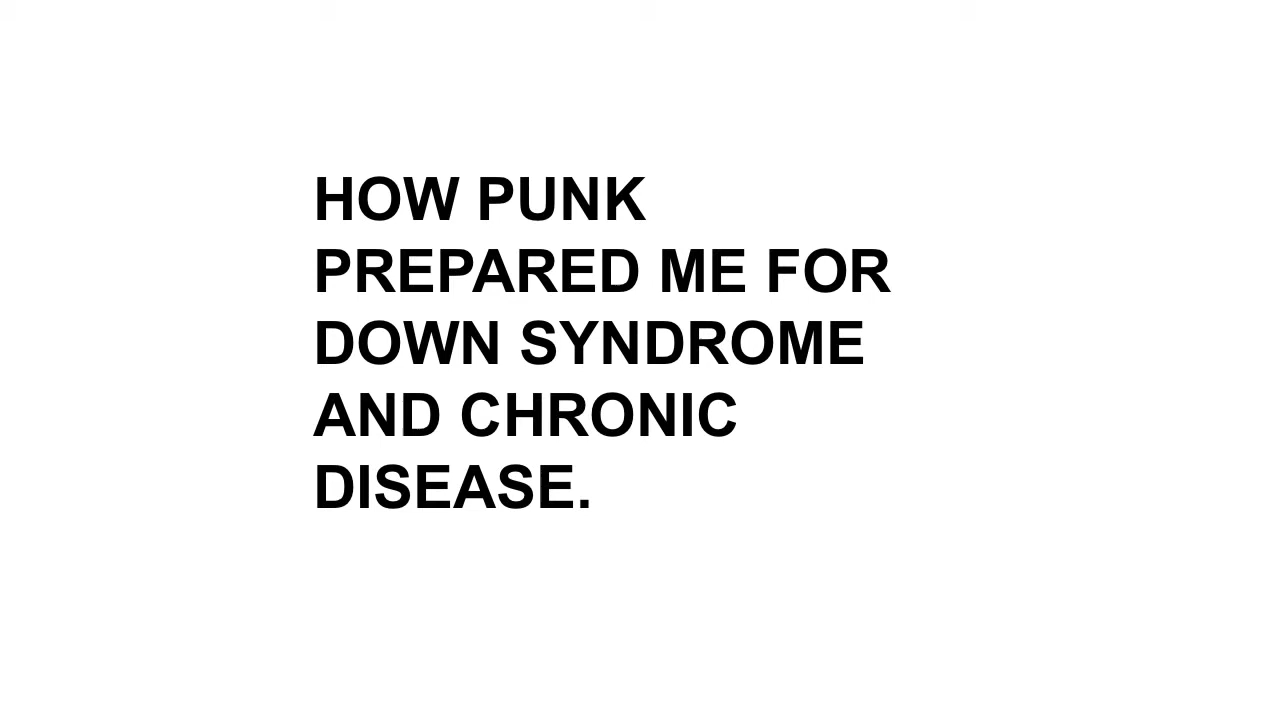 HOW PUNK
PREPARED ME FOR
DOWN SYNDROME
AND CHRONIC
DISEASE.